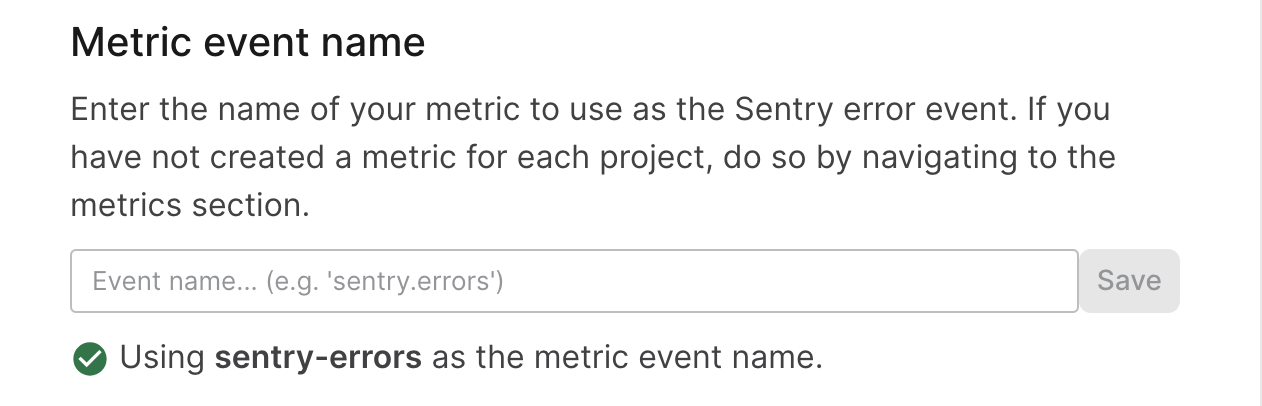 Metric event name
Enter the name of your metric to use as the Sentry error event. If you
have not created a metric for each project, do so by navigating to the
metrics section.
Event name... (e.g. 'sentry.errors')
Save
Using sentry-errors as the metric event name.